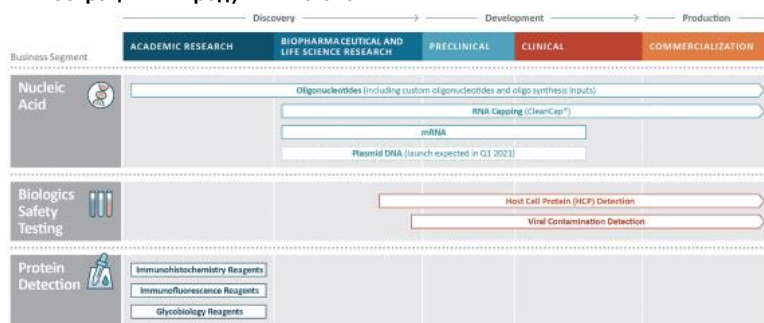 Discovery
Development
Production
Business Segment
ACADEMIC RESEARCH
BIOPHARMACEUTICAL AND
LIFE SCIENCE RESEARCH
PRECLINICAL
CLINICAL
COMMERCIALIZATION
Nucleic
Acid
Oligonucleotides (including custom oligonucleotides and oligo synthesis inputs)
RNA Capping (CleanCap®)
mRNA
Plasmid DNA (launch expected in Q1 2021)
Biologics
Safety
Testing
Host Cell Protein (HCP) Detection
Viral Contamination Detection
Protein
Detection
Immunohistochemistry Reagents
Immunofluorescence Reagents
Glycobiology Reagents